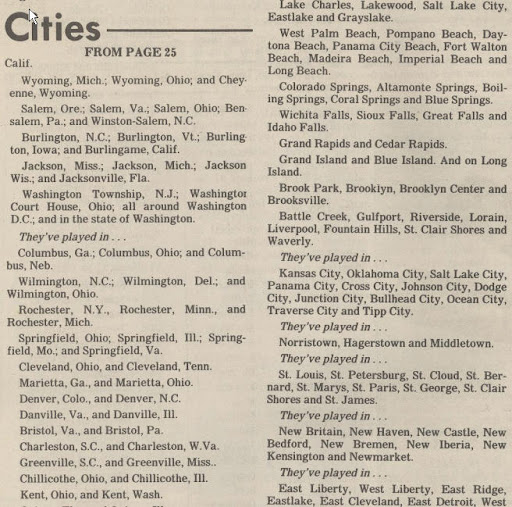 Cities
FROM PAGE 25
Calif.
Wyoming, Mich.; Wyoming, Ohio; and Chey-
enne, Wyoming.
Salem, Ore.; Salem, Va.; Salem, Ohio; Ben-
salem, Pa.; and Winston-Salem, N.C.
Burlington, N.C.; Burlington, Vt.; Burling-
ton, Iowa; and Burlingame, Calif.
Jackson, Miss.; Jackson, Mich.; Jackson
Wis.; and Jacksonville, Fla.
Washington Township, N.J.; Washington
Court House, Ohio; all around Washington
D.C.; and in the state of Washington.
They've played in . . .
Columbus, Ga.; Columbus, Ohio; and Colum-
bus, Neb.
Wilmington, N.C.; Wilmington, Del.; and
Wilmington, Ohio.
Rochester, N.Y., Rochester, Minn., and
Rochester, Mich.
Springfield, Ohio; Springfield, Ill.; Spring-
field, Mo.; and Springfield, Va.
Cleveland, Ohio, and Cleveland, Tenn.
Marietta, Ga., and Marietta, Ohio.
Denver, Colo., and Denver, N.C.
Danville, Va., and Danville, Ill.
Bristol, Va., and Bristol, Pa.
Charleston, S.C., and Charleston, W.Va.
Greenville, S.C., and Greenville, Miss..
Chillicothe, Ohio, and Chillicothe, Ill.
Kent, Ohio, and Kent, Wash.
Lake Charles, Lakewood, Salt Lake City,
Eastlake and Grayslake.
West Palm Beach, Pompano Beach, Day-
tona Beach, Panama City Beach, Fort Walton
Beach, Madeira Beach, Imperial Beach and
Long Beach.
Colorado Springs, Altamonte Springs, Boil-
ing Springs, Coral Springs and Blue Springs.
Wichita Falls, Sioux Falls, Great Falls and
Idaho Falls.
Grand Rapids and Cedar Rapids.
Grand Island and Blue Island. And on Long
Island.
Brook Park, Brooklyn, Brooklyn Center and
Brooksville.
Battle Creek, Gulfport, Riverside, Lorain,
Liverpool, Fountain Hills, St. Clair Shores and
Waverly.
They've played in . . .
Kansas City, Oklahoma City, Salt Lake City,
Panama City, Cross City, Johnson City, Dodge
City, Junction City, Bullhead City, Ocean City,
Traverse City and Tipp City.
They've played in . . .
Norristown, Hagerstown and Middletown.
They've played in . . .
St. Louis, St. Petersburg, St. Cloud, St. Ber-
nard, St. Marys, St. Paris, St. George, St. Clair
Shores and St. James.
They've played in . . .
New Britain, New Haven, New Castle, New
Bedford, New Bremen, New Iberia, New
Kensington and Newmarket.
They've played in . . .
East Liberty, West Liberty, East Ridge,
Eastlake, East Cleveland, East Detroit, West